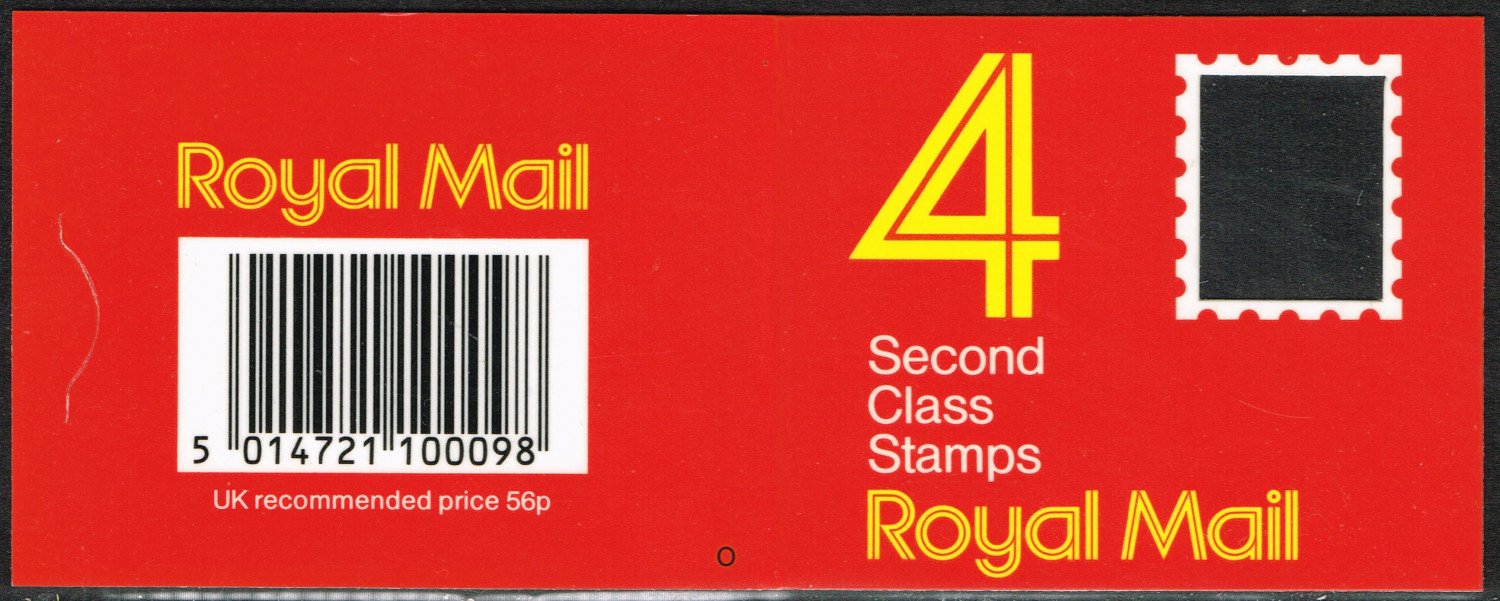 Royal Mail
5 014721 100098
UK recommended price 56p
O
4
Second
Class
Stamps
Royal Mail